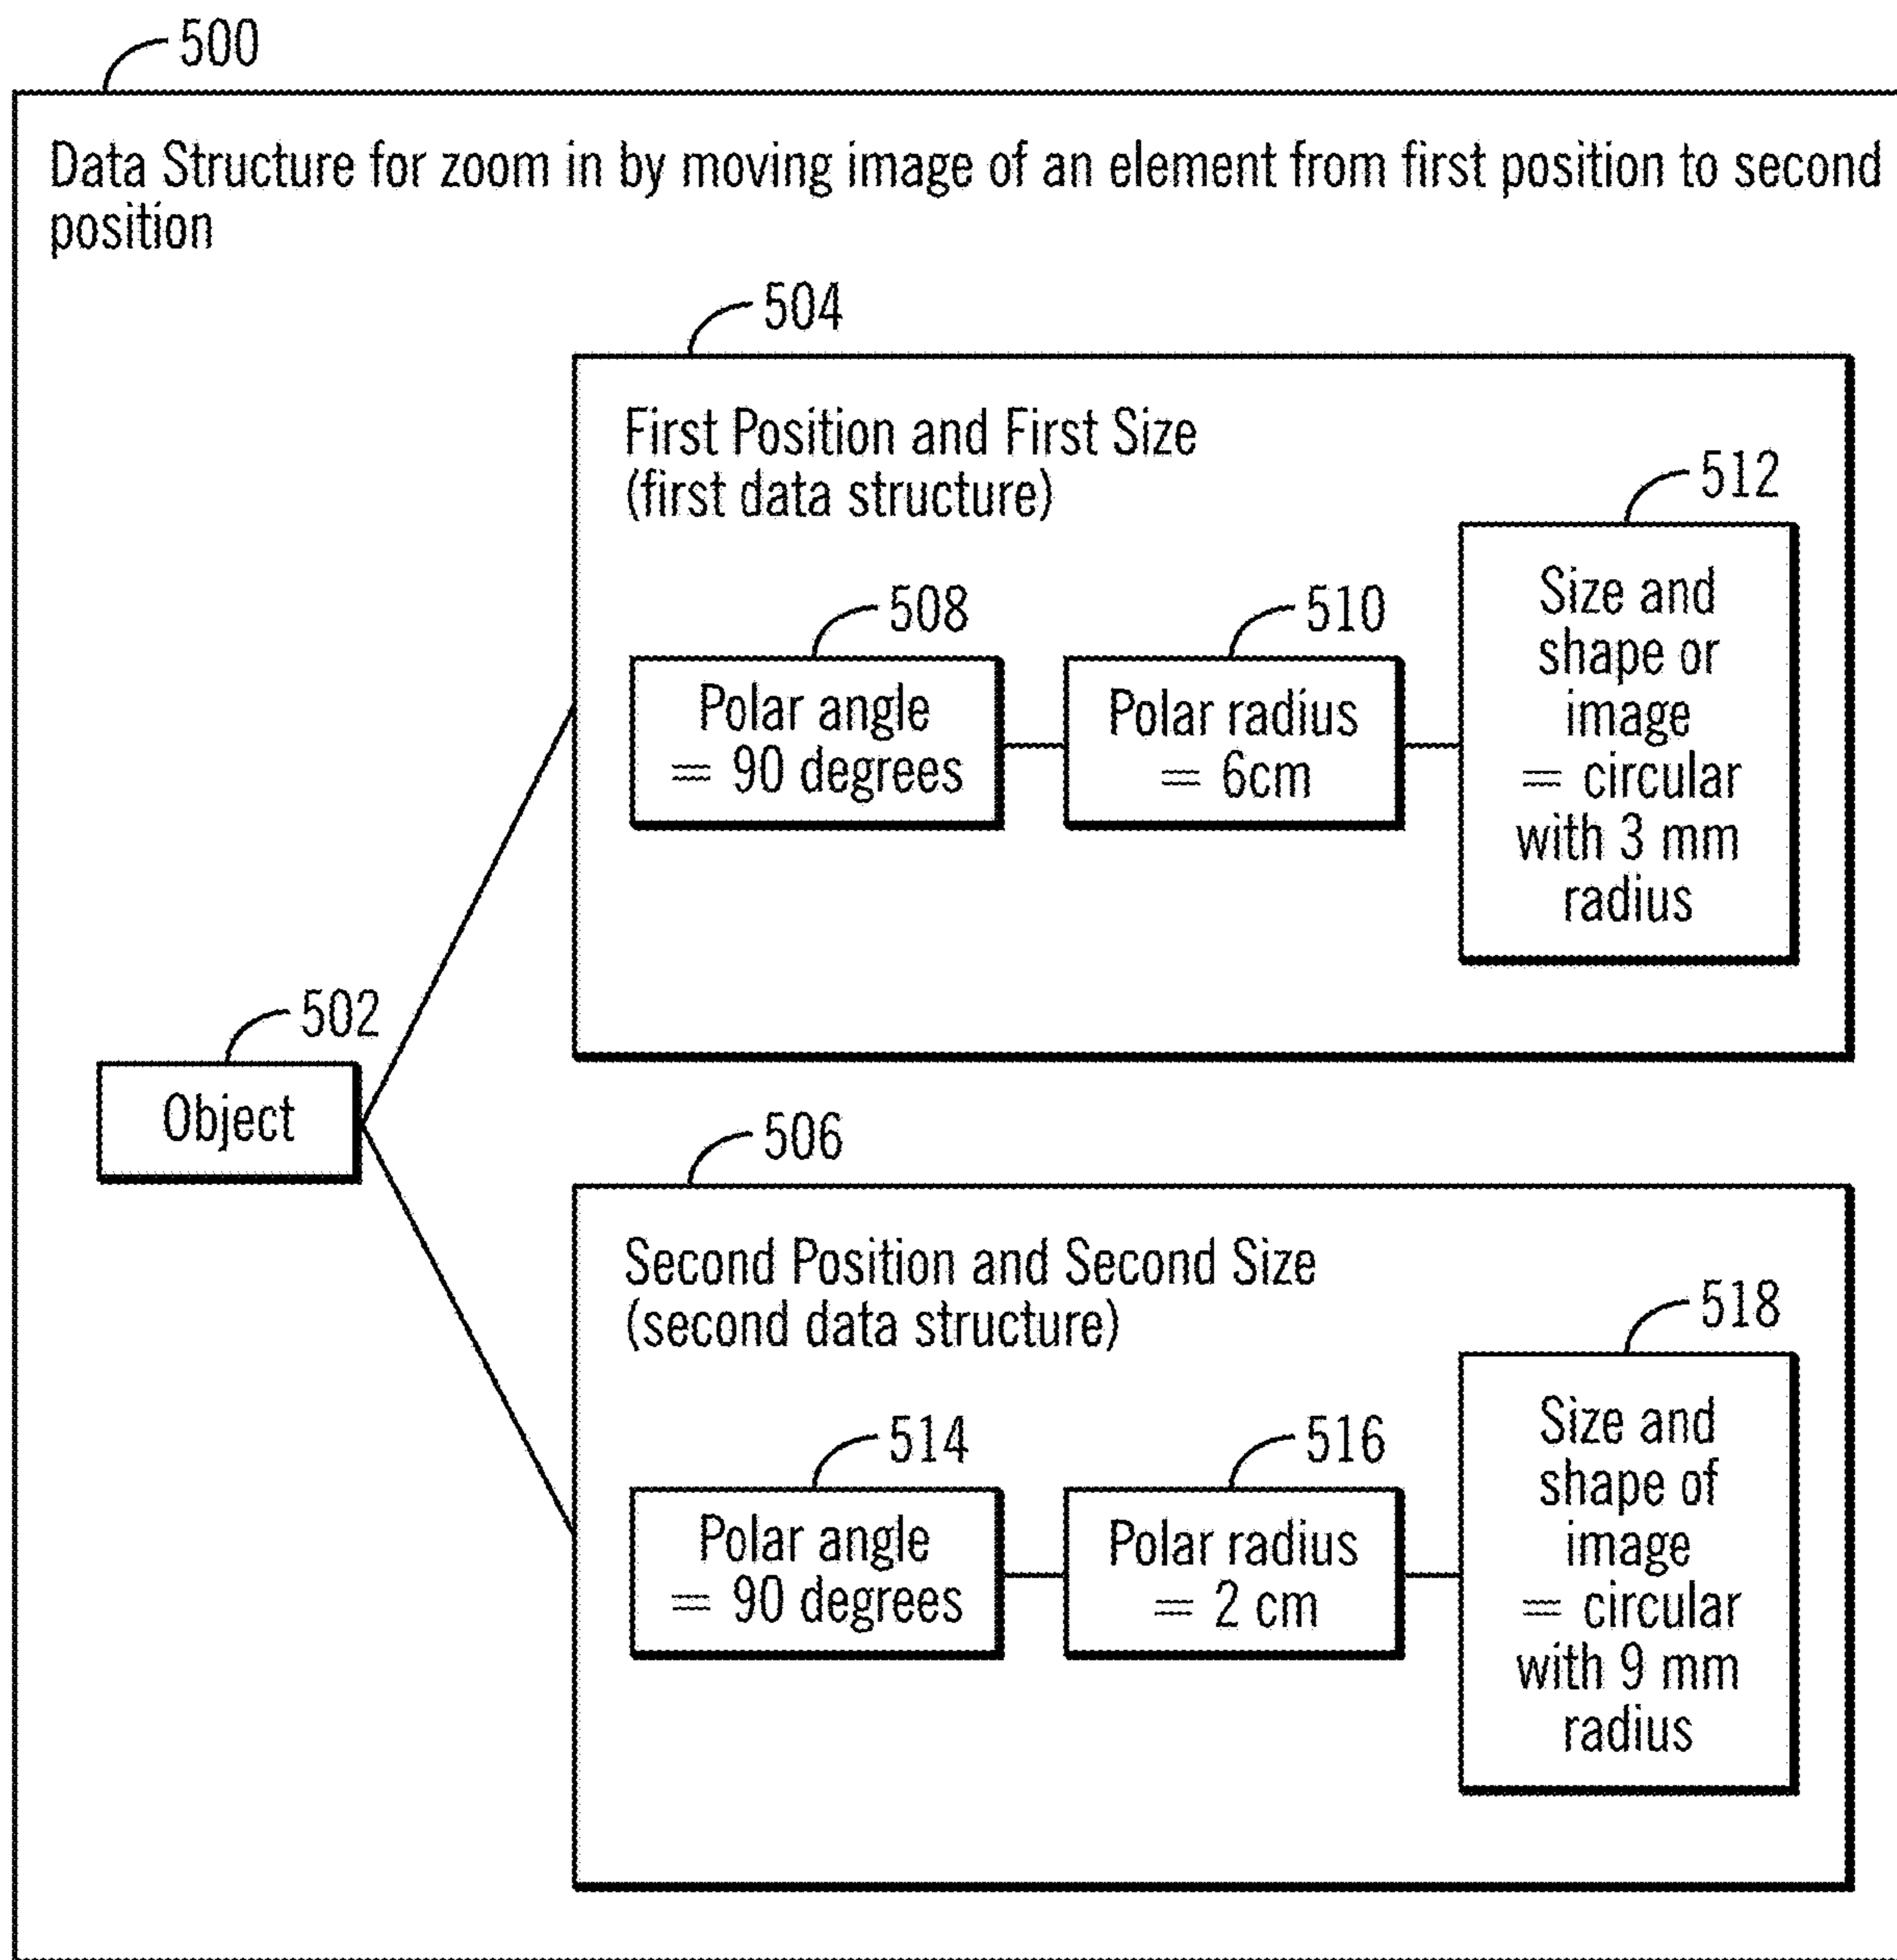 500
Data Structure for zoom in by moving image of an element from first position to second
position
504
First Position and First Size
(first data structure)
512
Size and
shape or
image
= circular
with 3 mm
radius
508
Polar angle
= 90 degrees
510
Polar radius
= 6cm
502
Object
506
Second Position and Second Size
(second data structure)
518
Size and
shape of
image
= circular
with 9 mm
radius
514
Polar angle
= 90 degrees
516
Polar radius
= 2 cm